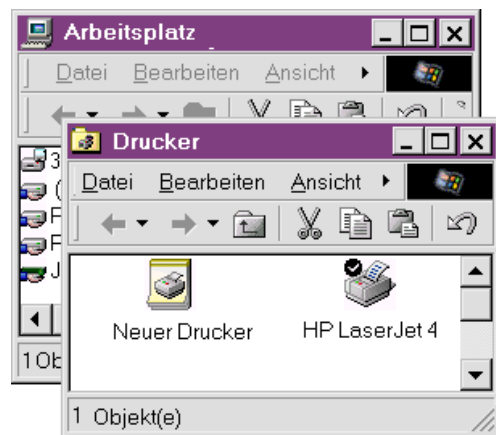 Arbeitsplatz
Datei Bearbeiten Ansicht
Drucker
Datei Bearbeiten Ansicht
Neuer Drucker HP LaserJet 4
1 Objekt(e)